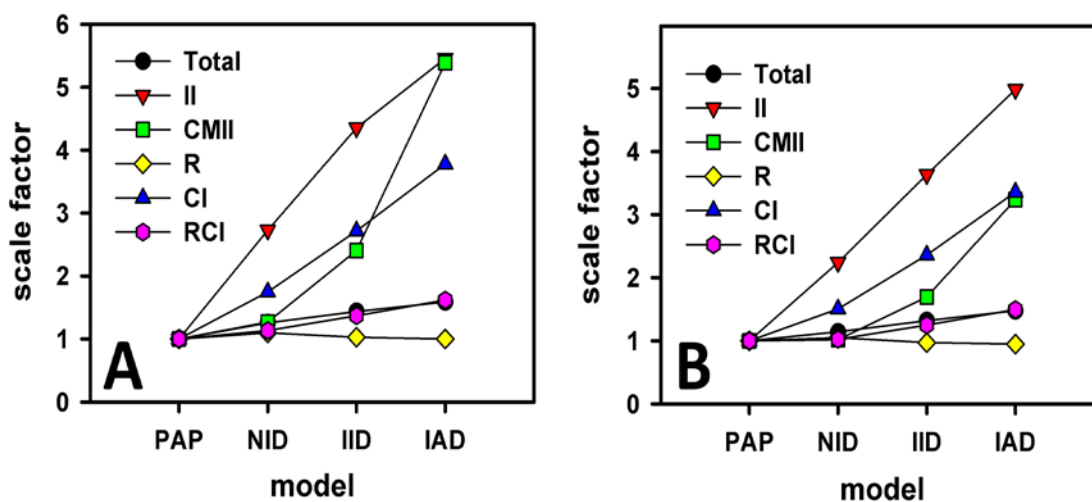 6
5
4
3
2
1
0
scale factor
Total
II
CMII
R
CI
RCI
A
PAP NID IID IAD
model
5
4
3
2
1
0
scale factor
Total
II
CMII
R
CI
RCI
B
PAP NID IID IAD
model